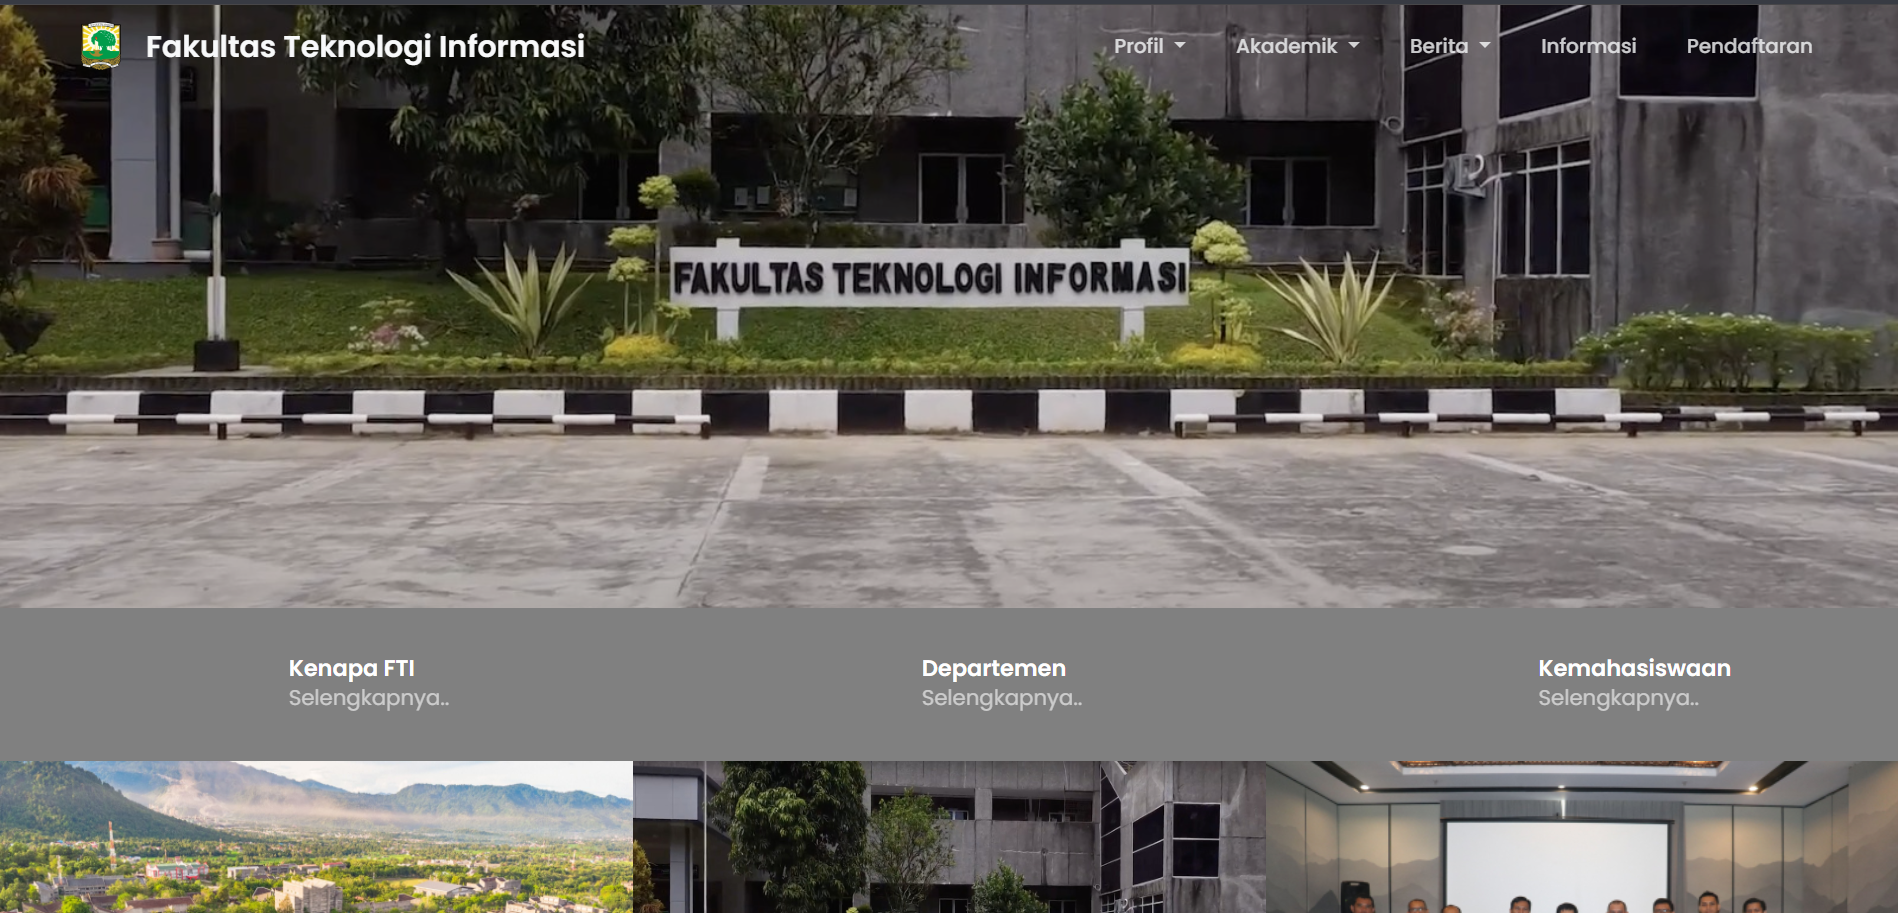 Fakultas Teknologi Informasi
Profil
Akademik
Berita
Informasi
Pendaftaran
FAKULTAS TEKNOLOGI INFORMASI
Kenapa FTI
Selengkapnya..
Departemen
Selengkapnya..
Kemahasiswaan
Selengkapnya..